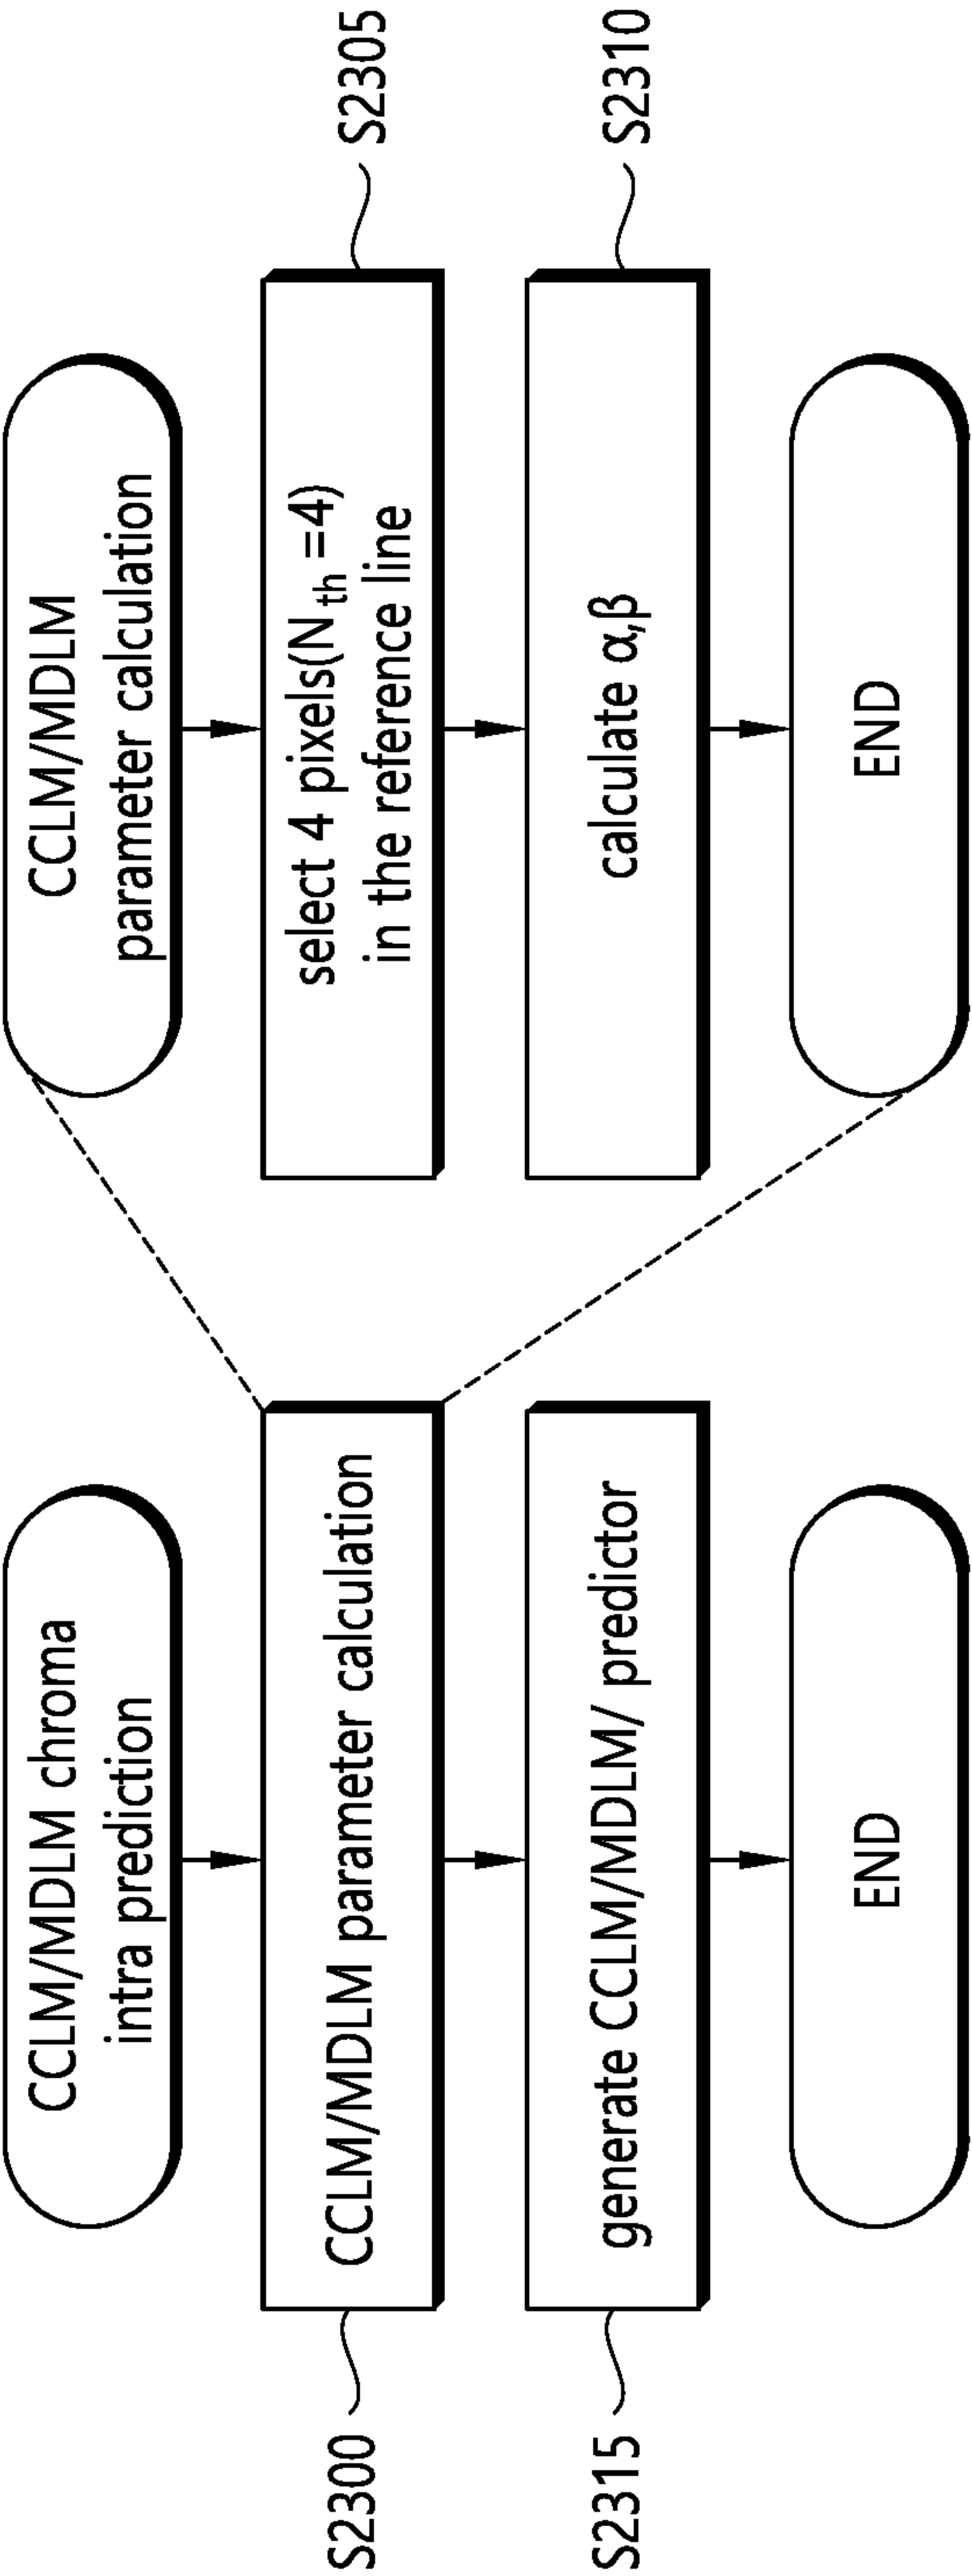 CCLM/MDLM chroma
intra prediction
S2300
CCLM/MDLM parameter calculation
S2315
generate CCLM/MDLM/ predictor
END
CCLM/MDLM
parameter calculation
select 4 pixels(Nth =4)
in the reference line
S2305
calculate α,β
S2310
END